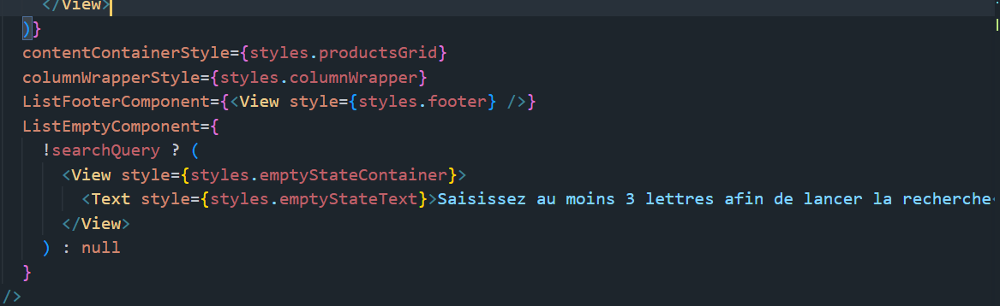 </View>
)}
contentContainerStyle={styles.productsGrid}
columnWrapperStyle={styles.columnWrapper}
ListFooterComponent={<View style={styles.footer} />}
ListEmptyComponent={
!searchQuery ? (
<View style={styles.emptyStateContainer}>
<Text style={styles.emptyStateText}>Saisissez au moins 3 lettres afin de lancer la recherche<
</View>
) : null
}
/>